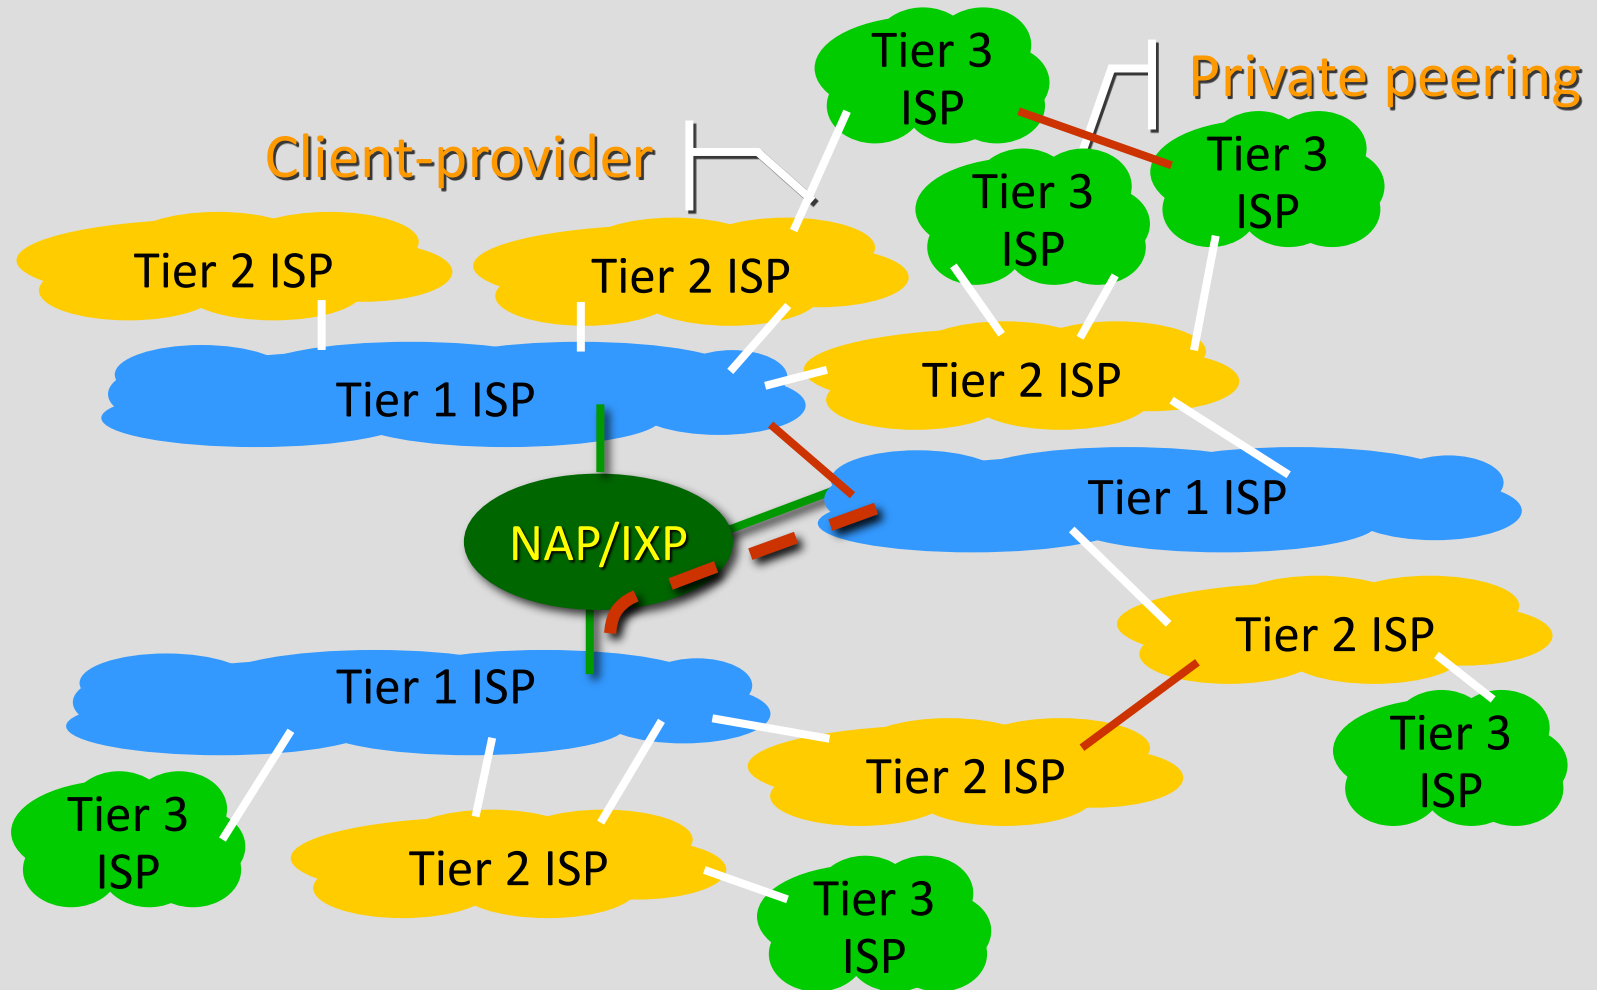 Tier 3
ISP
Private peering
Client-provider
Tier 3
ISP
Tier 3
ISP
Tier 2 ISP
Tier 2 ISP
Tier 2 ISP
Tier 1 ISP
Tier 1 ISP
NAP/IXP
Tier 2 ISP
Tier 1 ISP
Tier 3
ISP
Tier 2 ISP
Tier 3
ISP
Tier 2 ISP
Tier 3
ISP